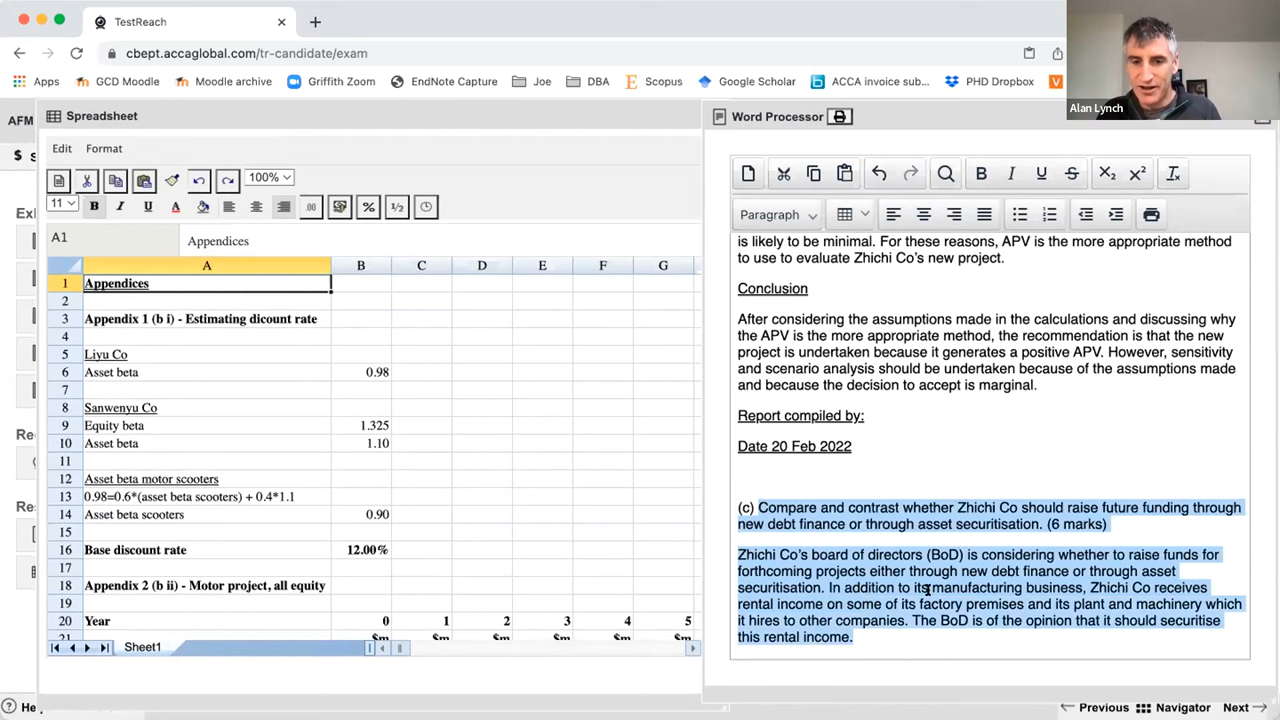 TestReach
cbept.accaglobal.com/tr-candidate/exam
Apps GCD Moodle Moodle archive Griffith Zoom EndNote Capture Joe DBA Scopus Google Scholar ACCA invoice sub... PHD Dropbox
Alan Lynch
AFM
Spreadsheet
Edit Format
100%
11 B I U A .00 % 1/2
A1 Appendices
A B C D E F G
1 Appendices
2
3 Appendix 1 (b i) - Estimating dicount rate
4
5 Liyu Co
6 Asset beta 0.98
7
8 Sanwenyu Co
9 Equity beta 1.325
10 Asset beta 1.10
11
12 Asset beta motor scooters
13 0.98=0.6*(asset beta scooters) + 0.4*1.1
14 Asset beta scooters 0.90
15
16 Base discount rate 12.00%
17
18 Appendix 2 (b ii) - Motor project, all equity
19
20 Year 0 1 2 3 4 5
21 $m $m $m $m $m $m
Sheet1
Word Processor
B I U S X2 X2 Ix
Paragraph
is likely to be minimal. For these reasons, APV is the more appropriate method
to use to evaluate Zhichi Co's new project.
Conclusion
After considering the assumptions made in the calculations and discussing why
the APV is the more appropriate method, the recommendation is that the new
project is undertaken because it generates a positive APV. However, sensitivity
and scenario analysis should be undertaken because of the assumptions made
and because the decision to accept is marginal.
Report compiled by:
Date 20 Feb 2022
(c) Compare and contrast whether Zhichi Co should raise future funding through
new debt finance or through asset securitisation. (6 marks)
Zhichi Co's board of directors (BoD) is considering whether to raise funds for
forthcoming projects either through new debt finance or through asset
securitisation. In addition to its manufacturing business, Zhichi Co receives
rental income on some of its factory premises and its plant and machinery which
it hires to other companies. The BoD is of the opinion that it should securitise
this rental income.
Previous Navigator Next